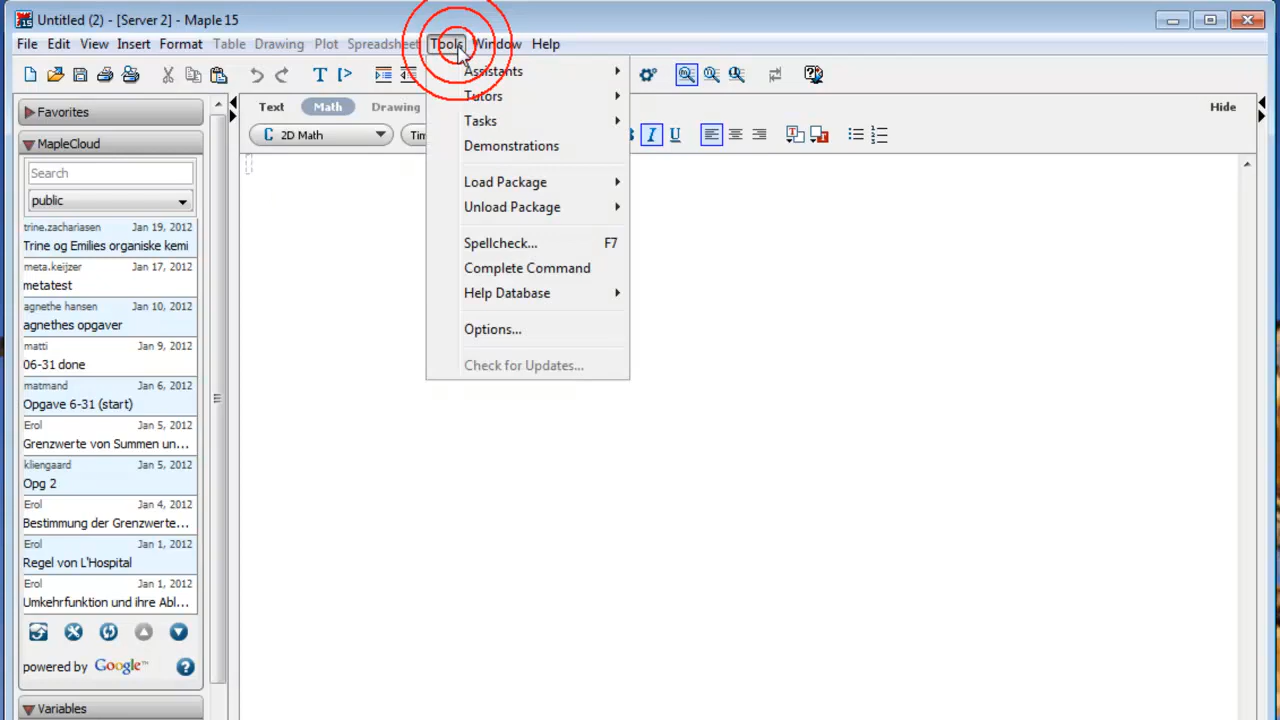 Untitled (2) - [Server 2] - Maple 15
File Edit View Insert Format Table Drawing Plot Spreadsheet Tools Window Help
Favorites
MapleCloud
Search
public
trine.zachariasen Jan 19, 2012
Trine og Emilies organiske kemi
meta.keijzer Jan 17, 2012
metatest
agnethe hansen Jan 10, 2012
agnethes opgaver
matti Jan 9, 2012
06-31 done
matmand Jan 6, 2012
Opgave 6-31 (start)
Erol Jan 5, 2012
Grenzwerte von Summen un...
kliengaard Jan 5, 2012
Opg 2
Erol Jan 4, 2012
Bestimmung der Grenzwerte...
Erol Jan 1, 2012
Regel von L'Hospital
Erol Jan 1, 2012
Umkehrfunktion und ihre Abl...
powered by Google™
Variables
Text Math Drawing Hide
C 2D Math
I U
Assistants
Tutors
Tasks
Demonstrations
Load Package
Unload Package
Spellcheck... F7
Complete Command
Help Database
Options...
Check for Updates...